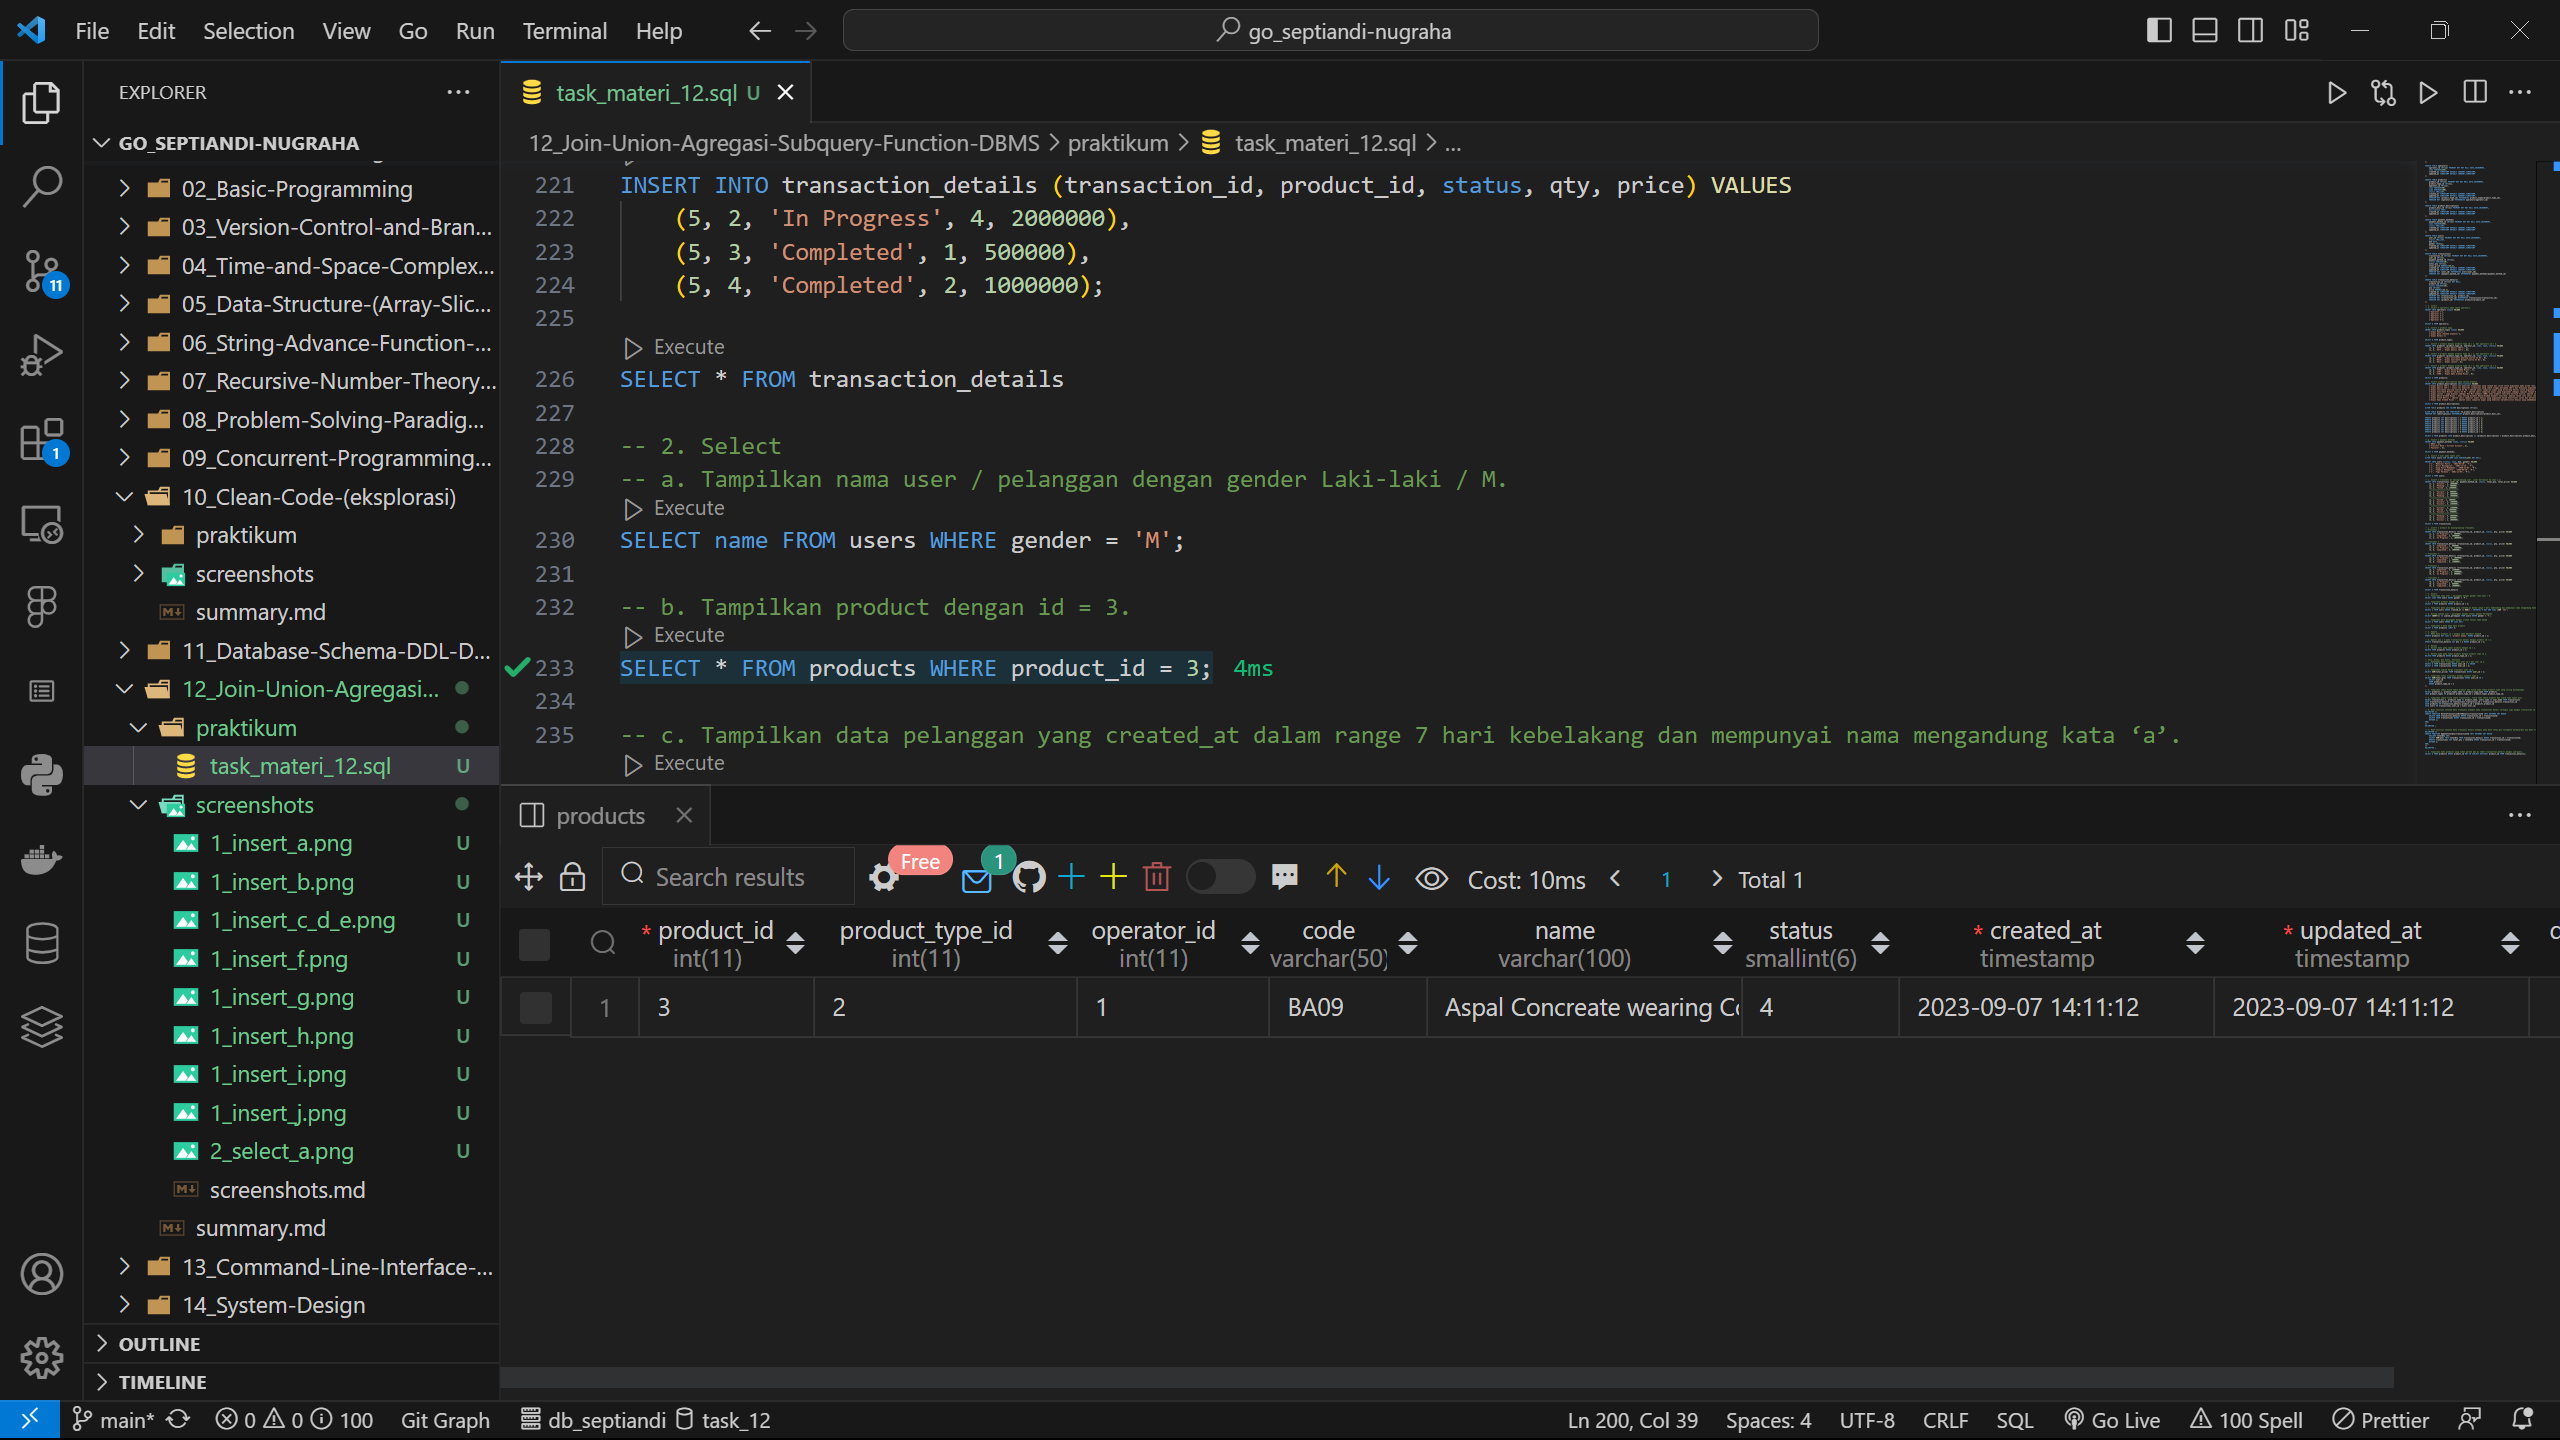 File Edit Selection View Go Run Terminal Help
go_septiandi-nugraha
EXPLORER
GO_SEPTIANDI-NUGRAHA
02_Basic-Programming
03_Version-Control-and-Bran...
04_Time-and-Space-Complex...
05_Data-Structure-(Array-Slic...
06_String-Advance-Function-...
07_Recursive-Number-Theory...
08_Problem-Solving-Paradig...
09_Concurrent-Programming...
10_Clean-Code-(eksplorasi)
praktikum
screenshots
summary.md
11_Database-Schema-DDL-D...
12_Join-Union-Agregasi...
praktikum
task_materi_12.sql U
screenshots
1_insert_a.png U
1_insert_b.png U
1_insert_c_d_e.png U
1_insert_f.png U
1_insert_g.png U
1_insert_h.png U
1_insert_i.png U
1_insert_j.png U
2_select_a.png U
screenshots.md
summary.md
13_Command-Line-Interface-...
14_System-Design
OUTLINE
TIMELINE
11
1
task_materi_12.sql U
12_Join-Union-Agregasi-Subquery-Function-DBMS > praktikum > task_materi_12.sql > ...
221 INSERT INTO transaction_details (transaction_id, product_id, status, qty, price) VALUES
222 (5, 2, 'In Progress', 4, 2000000),
223 (5, 3, 'Completed', 1, 500000),
224 (5, 4, 'Completed', 2, 1000000);
225
Execute
226 SELECT * FROM transaction_details
227
228 -- 2. Select
229 -- a. Tampilkan nama user / pelanggan dengan gender Laki-laki / M.
Execute
230 SELECT name FROM users WHERE gender = 'M';
231
232 -- b. Tampilkan product dengan id = 3.
Execute
233 SELECT * FROM products WHERE product_id = 3; 4ms
234
235 -- c. Tampilkan data pelanggan yang created_at dalam range 7 hari kebelakang dan mempunyai nama mengandung kata ‘a’.
Execute
products
Search results Free 1 Cost: 10ms 1 Total 1
* product_id product_type_id operator_id code name status * created_at * updated_at
int(11) int(11) int(11) varchar(50) varchar(100) smallint(6) timestamp timestamp
1 3 2 1 BA09 Aspal Concreate wearing 4 2023-09-07 14:11:12 2023-09-07 14:11:12
main* 0 0 100 Git Graph db_septiandi task_12 Ln 200, Col 39 Spaces: 4 UTF-8 CRLF SQL Go Live 100 Spell Prettier